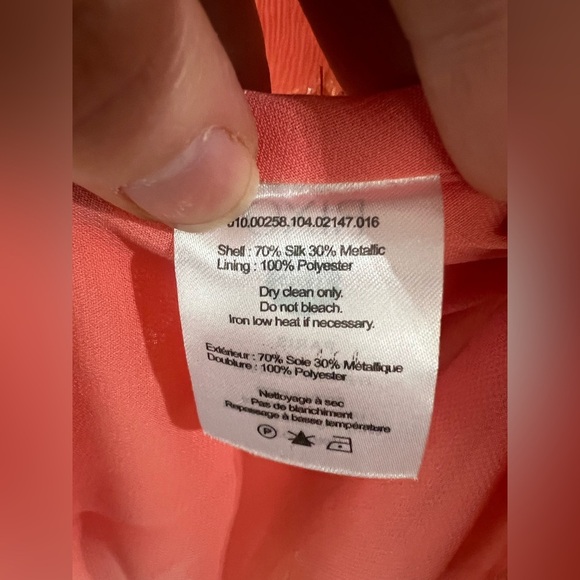 010.00258.104.02147.016
Shell : 70% Silk 30% Metallic
Lining : 100% Polyester
Dry clean only.
Do not bleach.
Iron low heat if necessary.
Extérieur : 70% Soie 30% Métallique
Doublure : 100% Polyester
Nettoyage à sec
Pas de blanchiment
Repassage à basse température
P